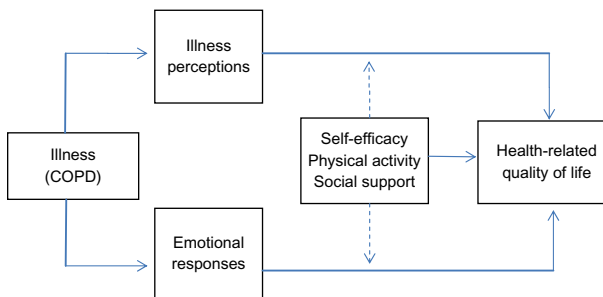 Illness
perceptions
Illness
(COPD)
Self-efficacy
Physical activity
Social support
Health-related
quality of life
Emotional
responses